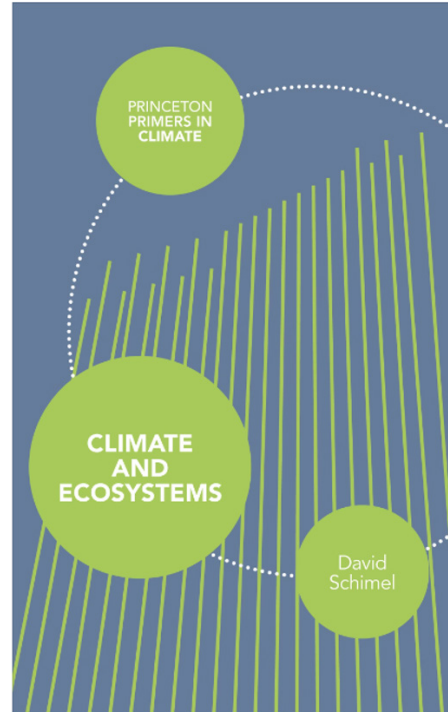 PRINCETON
PRIMERS IN
CLIMATE
CLIMATE
AND
ECOSYSTEMS
David
Schimel